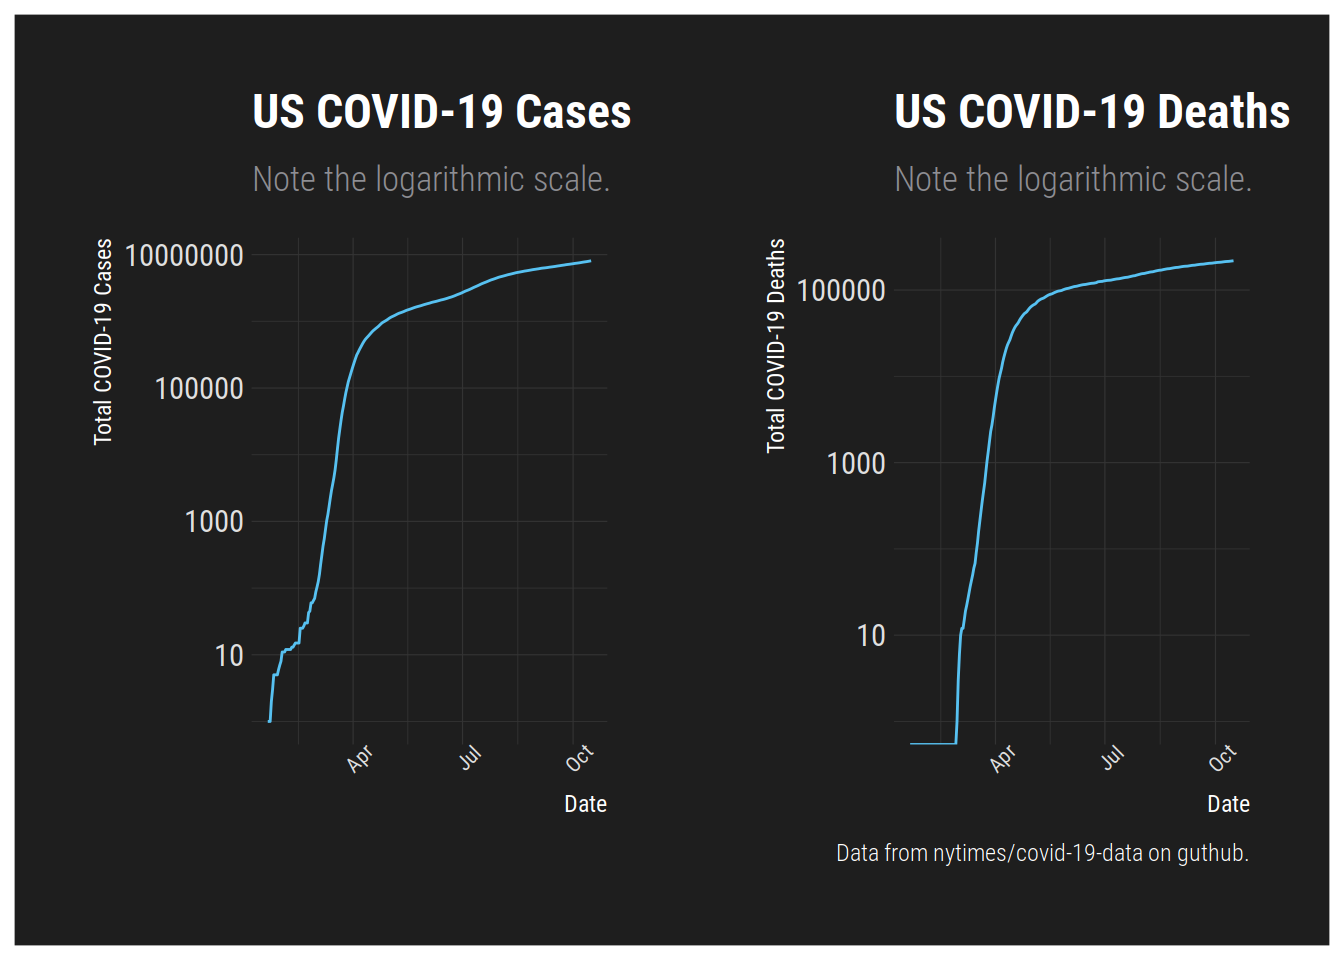 US COVID-19 Cases
Note the logarithmic scale.
Total COVID-19 Cases
10000000
100000
1000
10
Apr
Jul
Oct
Date
US COVID-19 Deaths
Note the logarithmic scale.
Total COVID-19 Deaths
100000
1000
10
Apr
Jul
Oct
Date
Data from nytimes/covid-19-data on guthub.